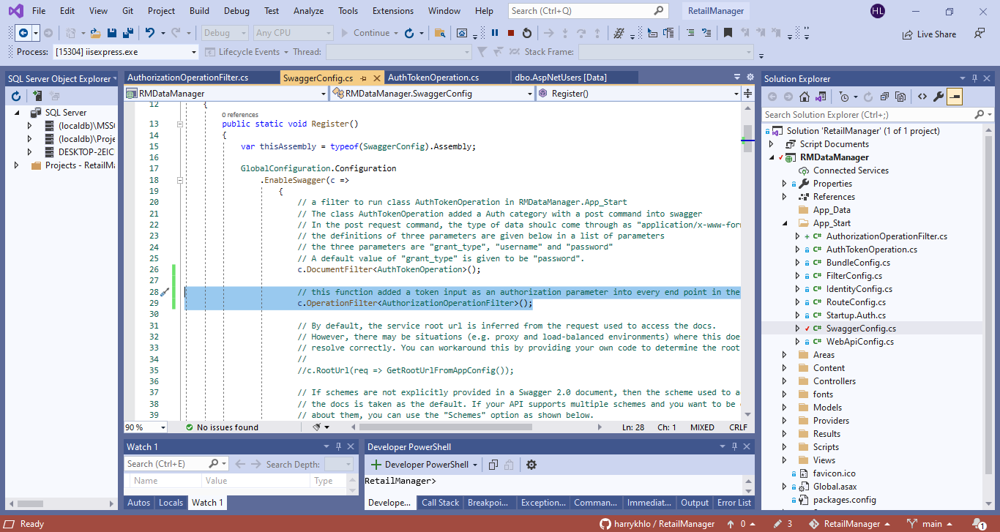 File Edit View Git Project Build Debug Test Analyze Tools Extensions Window Help Search (Ctrl+Q) RetailManager HL
Debug Any CPU Continue Live Share
Process: [15304] iisexpress.exe Lifecycle Events Thread: Stack Frame:
SQL Server Object Explorer
SQL Server
(localdb)\MSS
(localdb)\Proje
DESKTOP-2EIC
Projects - RetailMa
AuthorizationOperationFilter.cs SwaggerConfig.cs AuthTokenOperation.cs dbo.AspNetUsers [Data]
RMDataManager RMDataManager.SwaggerConfig Register()
12 {
0 references
13 public static void Register()
14 {
15 var thisAssembly = typeof(SwaggerConfig).Assembly;
16
17 GlobalConfiguration.Configuration
18 .EnableSwagger(c =>
19 {
20 // a filter to run class AuthTokenOperation in RMDataManager.App_Start
21 // The class AuthTokenOperation added a Auth category with a post command into swagger
22 // In the post request command, the type of data shoulc come through as "application/x-www-for
23 // the definitions of three parameters are given below in a list of parameters
24 // the three parameters are "grant_type", "username" and "password"
25 // A default value of "grant_type" is given to be "password".
26 c.DocumentFilter<AuthTokenOperation>();
27
28 // this function added a token input as an authorization parameter into every end point in the
29 c.OperationFilter<AuthorizationOperationFilter>();
30
31 // By default, the service root url is inferred from the request used to access the docs.
32 // However, there may be situations (e.g. proxy and load-balanced environments) where this doe
33 // resolve correctly. You can workaround this by providing your own code to determine the root
34 //
35 //c.RootUrl(req => GetRootUrlFromAppConfig());
36
37 // If schemes are not explicitly provided in a Swagger 2.0 document, then the scheme used to a
38 // the docs is taken as the default. If your API supports multiple schemes and you want to be
39 // about them, you can use the "Schemes" option as shown below.
90 % No issues found Ln: 28 Ch: 1 MIXED CRLF
Watch 1
Search (Ctrl+E) Search Depth:
Name Value Type
Autos Locals Watch 1
Developer PowerShell
Developer PowerShell
RetailManager>
Develope... Call Stack Breakpoi... Exception... Comman... Immediat... Output Error List
Solution Explorer
Search Solution Explorer (Ctrl+;)
Solution 'RetailManager' (1 of 1 project)
Script Documents
RMDataManager
Connected Services
Properties
References
App_Data
App_Start
C# AuthorizationOperationFilter.cs
C# AuthTokenOperation.cs
C# BundleConfig.cs
C# FilterConfig.cs
C# IdentityConfig.cs
C# RouteConfig.cs
C# Startup.Auth.cs
C# SwaggerConfig.cs
C# WebApiConfig.cs
Areas
Content
Controllers
fonts
Models
Providers
Results
Scripts
Views
favicon.ico
Global.asax
packages.config
Ready harrykhlo / RetailManager 0 3 RetailManager main 1